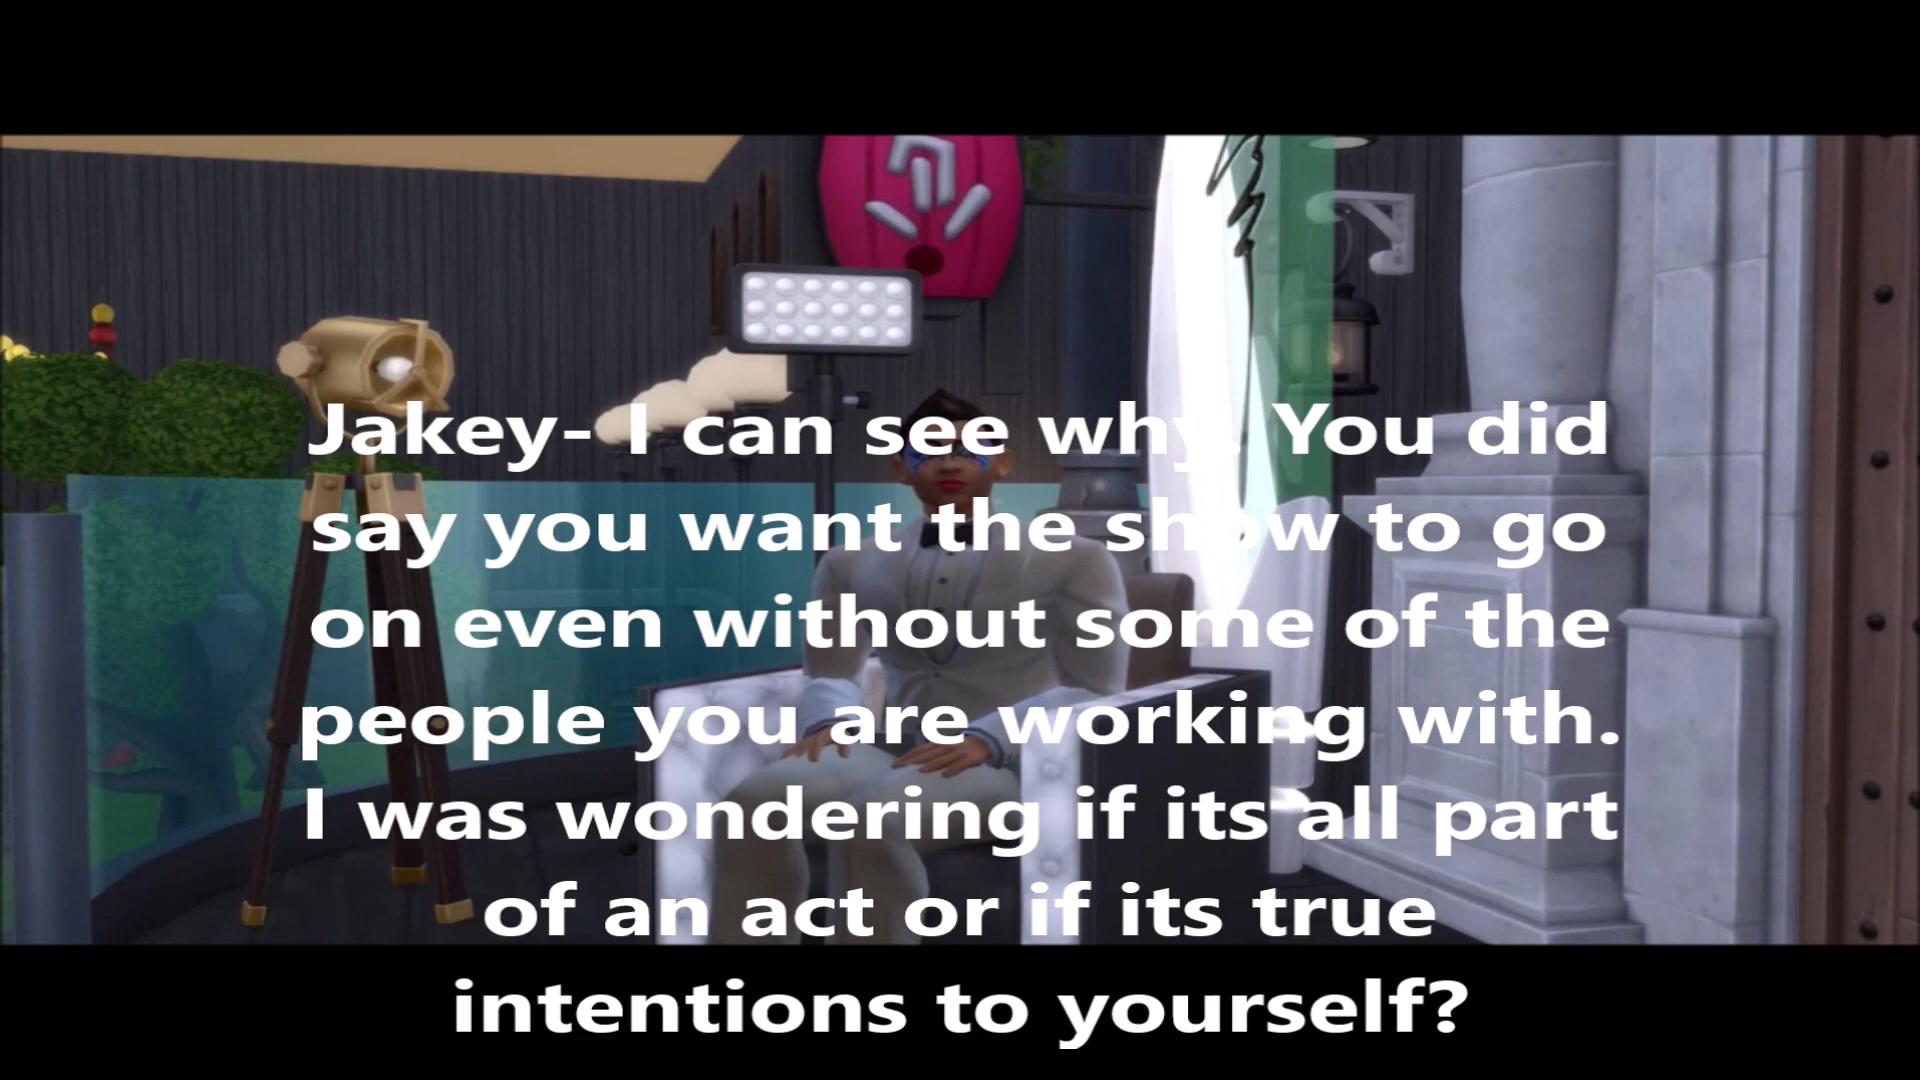 Jakey- I can see why. You did
say you want the show to go
on even without some of the
people you are working with.
I was wondering if its all part
of an act or if its true
intentions to yourself?